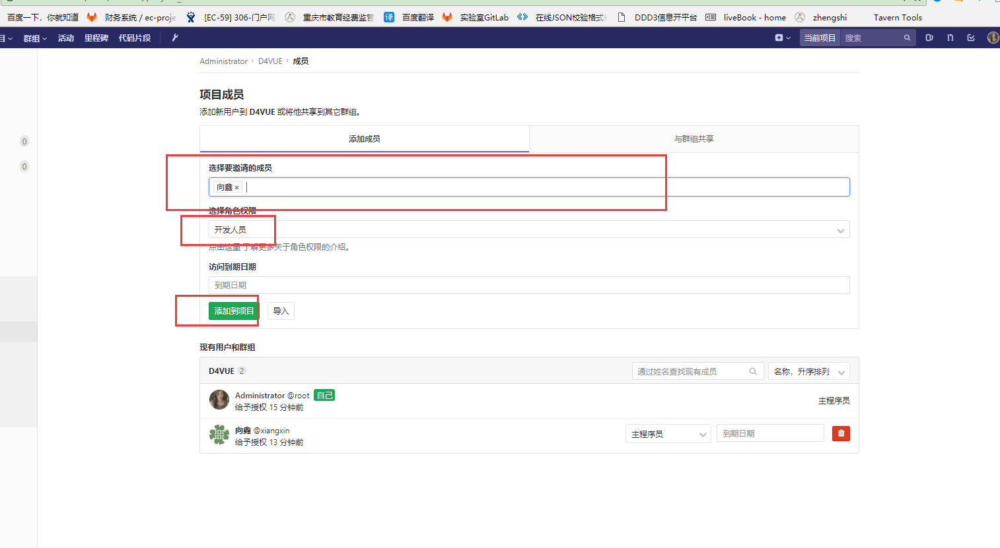 百度一下，你就知道 财务系统 / ec-proje [EC-59] 306-门户网 重庆市教育经费监管 译 百度翻译 实验室GitLab 在线JSON校验格式化 DDD3信息开平台 liveBook - home zhengshi Tavern Tools
目 群组 活动 里程碑 代码片段 当前项目 搜索
Administrator › D4VUE › 成员
项目成员
添加新用户到 D4VUE 或将他共享到其它群组。
0
添加成员 与群组共享
0
选择要邀请的成员
向鑫 ×
选择角色权限
开发人员
点击这里 了解更多关于角色权限的介绍。
访问到期日期
到期日期
添加到项目 导入
现有用户和群组
D4VUE 2 通过姓名查找现有成员 名称，升序排列
Administrator @root 自己
给予授权 15 分钟前 主程序员
向鑫 @xiangxin
给予授权 13 分钟前 主程序员 到期日期